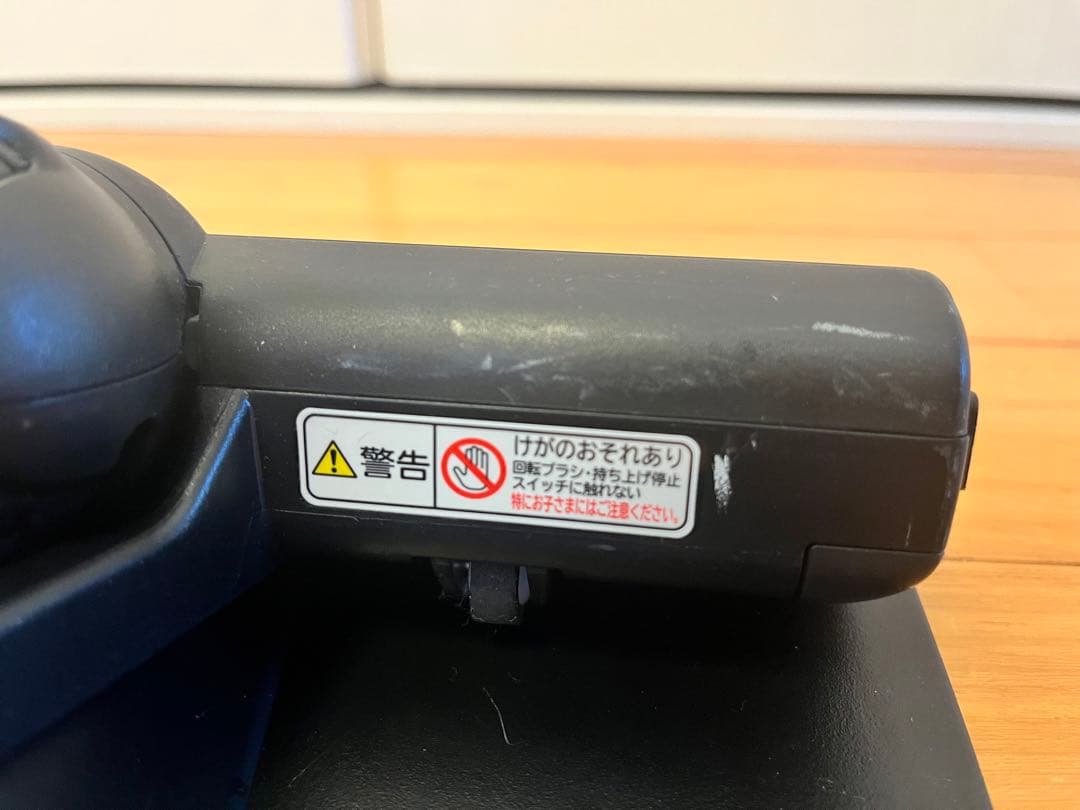 警告
けがのおそれあり
回転ブラシ・持ち上げ停止
スイッチに触れない
特にお子さまにはご注意ください。